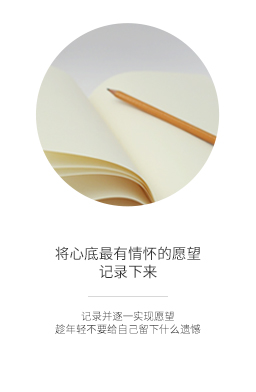 将心底最有情怀的愿望
记录下来
记录并逐一实现愿望
趁年轻不要给自己留下什么遗憾